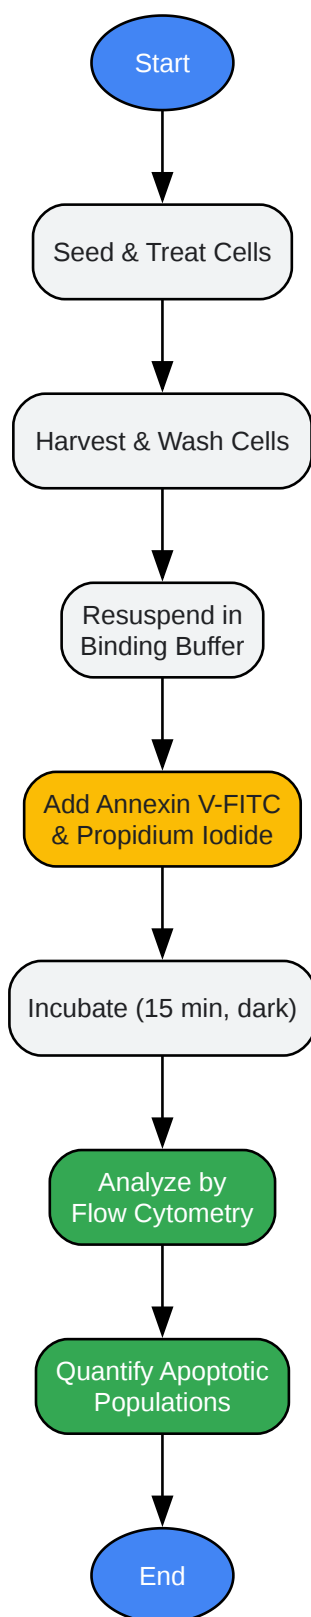 Start
Seed & Treat Cells
Harvest & Wash Cells
Resuspend in
Binding Buffer
Add Annexin V-FITC
& Propidium Iodide
Incubate (15 min, dark)
Analyze by
Flow Cytometry
Quantify Apoptotic
Populations
End